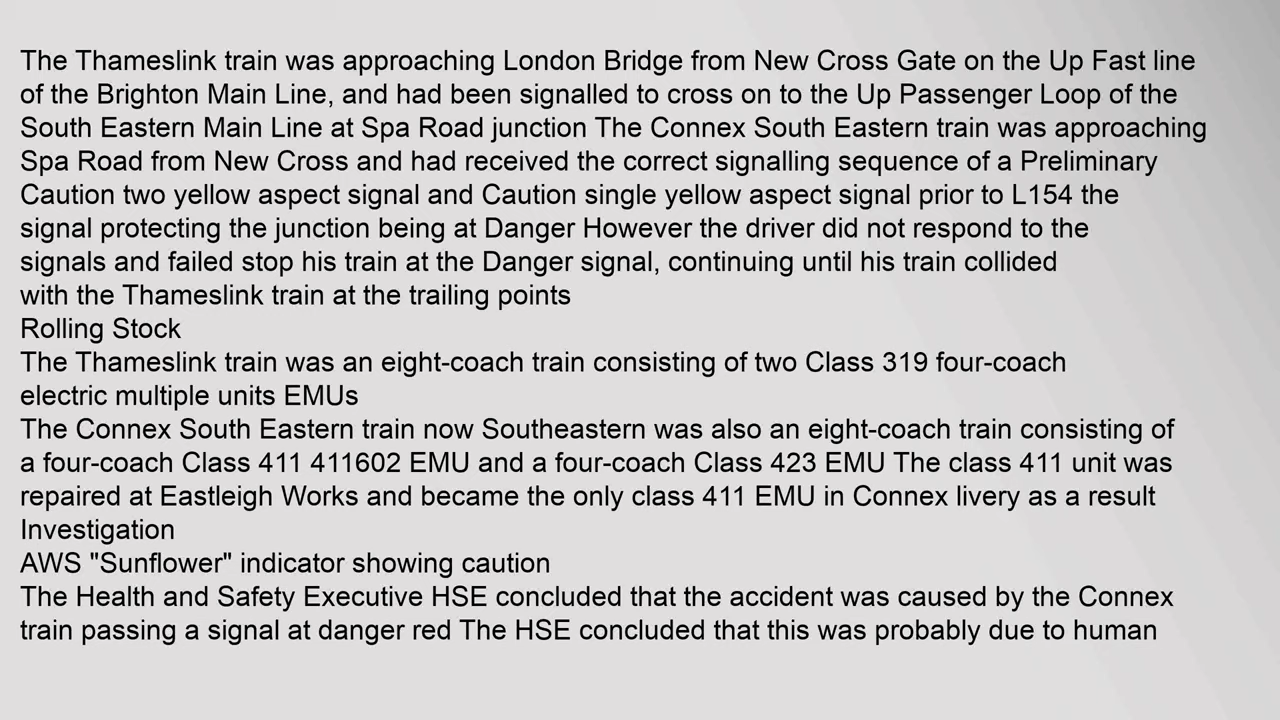 The Thameslink train was approaching London Bridge from New Cross Gate on the Up Fast line
of the Brighton Main Line, and had been signalled to cross on to the Up Passenger Loop of the
South Eastern Main Line at Spa Road junction The Connex South Eastern train was approaching
Spa Road from New Cross and had received the correct signalling sequence of a Preliminary
Caution two yellow aspect signal and Caution single yellow aspect signal prior to L154 the
signal protecting the junction being at Danger However the driver did not respond to the
signals and failed stop his train at the Danger signal, continuing until his train collided
with the Thameslink train at the trailing points
Rolling Stock
The Thameslink train was an eight-coach train consisting of two Class 319 four-coach
electric multiple units EMUs
The Connex South Eastern train now Southeastern was also an eight-coach train consisting of
a four-coach Class 411 411602 EMU and a four-coach Class 423 EMU The class 411 unit was
repaired at Eastleigh Works and became the only class 411 EMU in Connex livery as a result
Investigation
AWS "Sunflower" indicator showing caution
The Health and Safety Executive HSE concluded that the accident was caused by the Connex
train passing a signal at danger red The HSE concluded that this was probably due to human